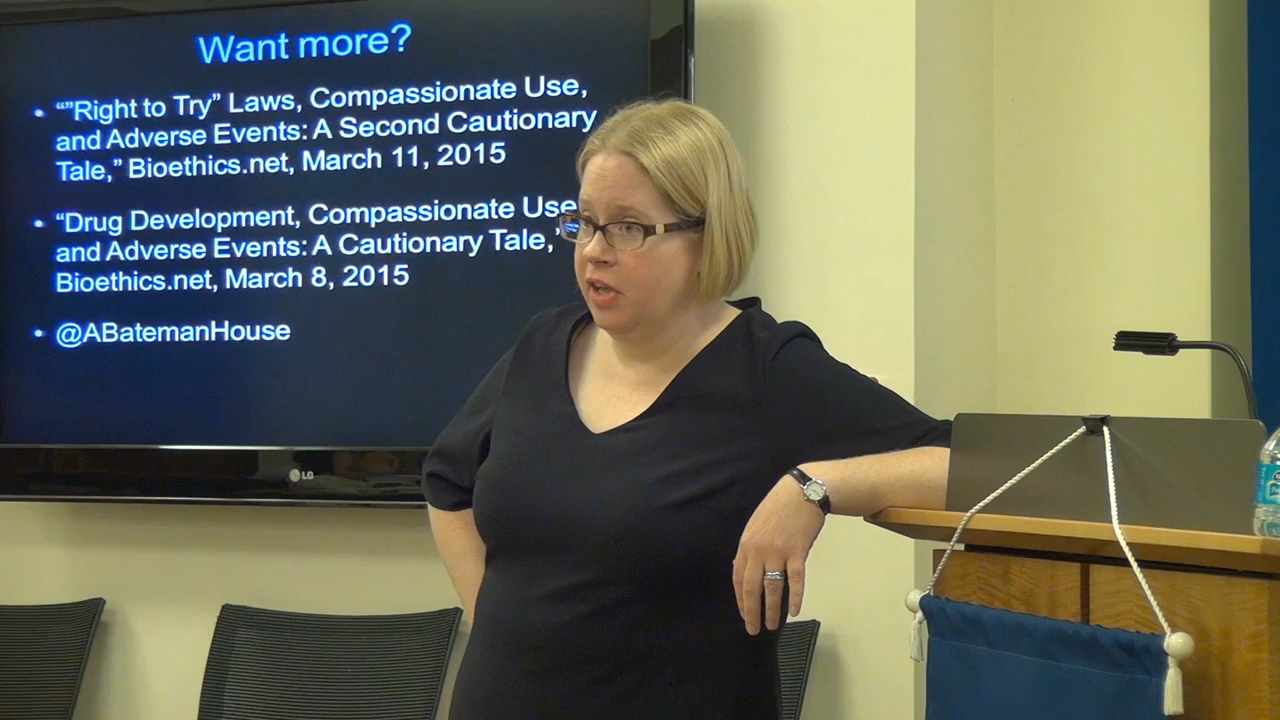 Want more?
• “”Right to Try” Laws, Compassionate Use,
and Adverse Events: A Second Cautionary
Tale,” Bioethics.net, March 11, 2015
• “Drug Development, Compassionate Use
and Adverse Events: A Cautionary Tale,”
Bioethics.net, March 8, 2015
• @ABatemanHouse
LG